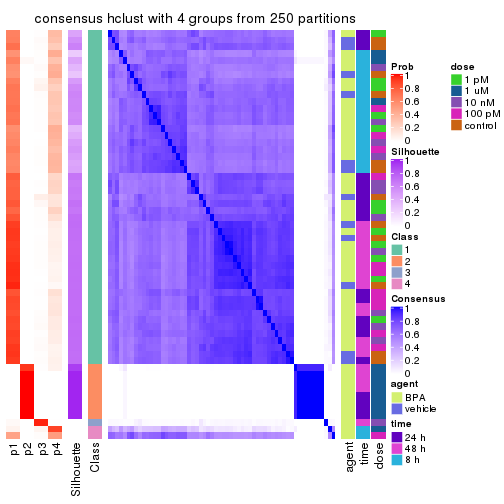 consensus hclust with 4 groups from 250 partitions
p1
p2
p3
p4
Silhouette
Class
agent
time
dose
Prob
1
0.8
0.6
0.4
0.2
0
Silhouette
1
0.8
0.6
0.4
0.2
0
Class
1
2
3
4
Consensus
1
0.8
0.6
0.4
0.2
0
agent
BPA
vehicle
time
24 h
48 h
8 h
dose
1 pM
1 uM
10 nM
100 pM
control